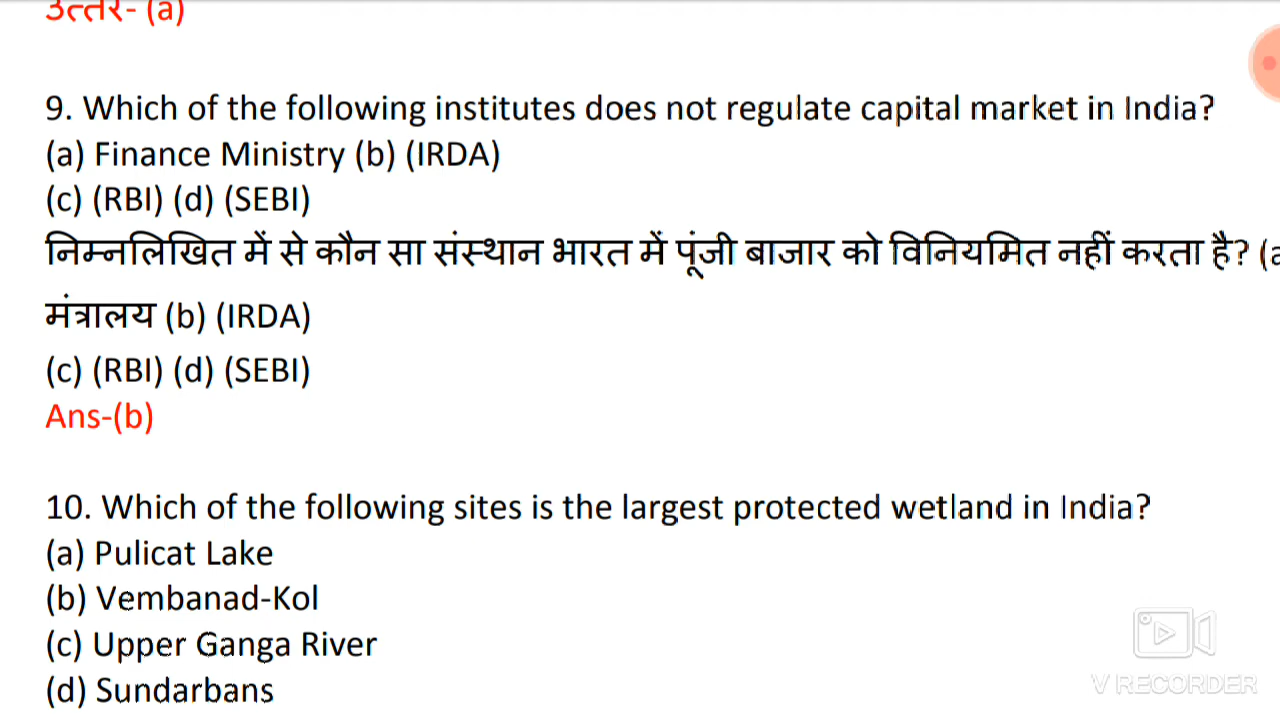 उत्तर- (a)
9. Which of the following institutes does not regulate capital market in India?
(a) Finance Ministry (b) (IRDA)
(c) (RBI) (d) (SEBI)
निम्नलिखित में से कौन सा संस्थान भारत में पूंजी बाजार को विनियमित नहीं करता है? (a
मंत्रालय (b) (IRDA)
(c) (RBI) (d) (SEBI)
Ans-(b)
10. Which of the following sites is the largest protected wetland in India?
(a) Pulicat Lake
(b) Vembanad-Kol
(c) Upper Ganga River
(d) Sundarbans
V RECORDER